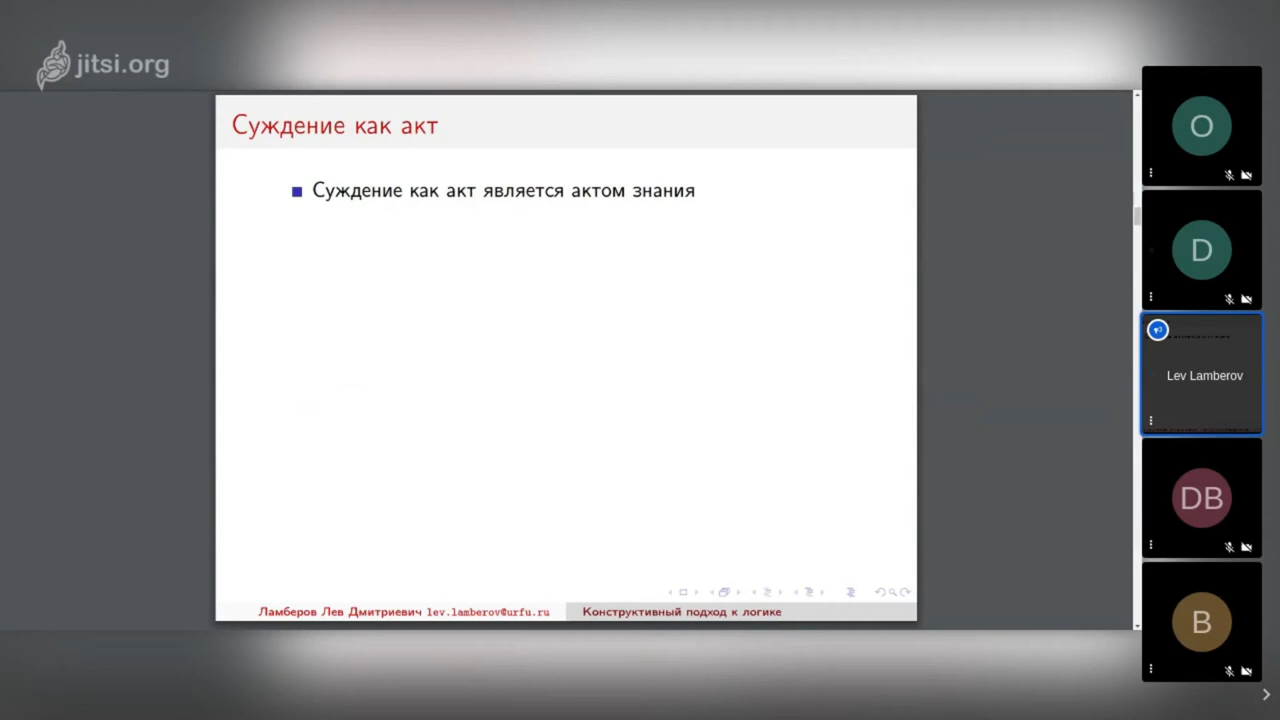 jitsi.org
Суждение как акт
Суждение как акт является актом знания
Ламберов Лев Дмитриевич lev.lamberov@urfu.ru
Конструктивный подход к логике
O
D
Lev Lamberov
DB
B